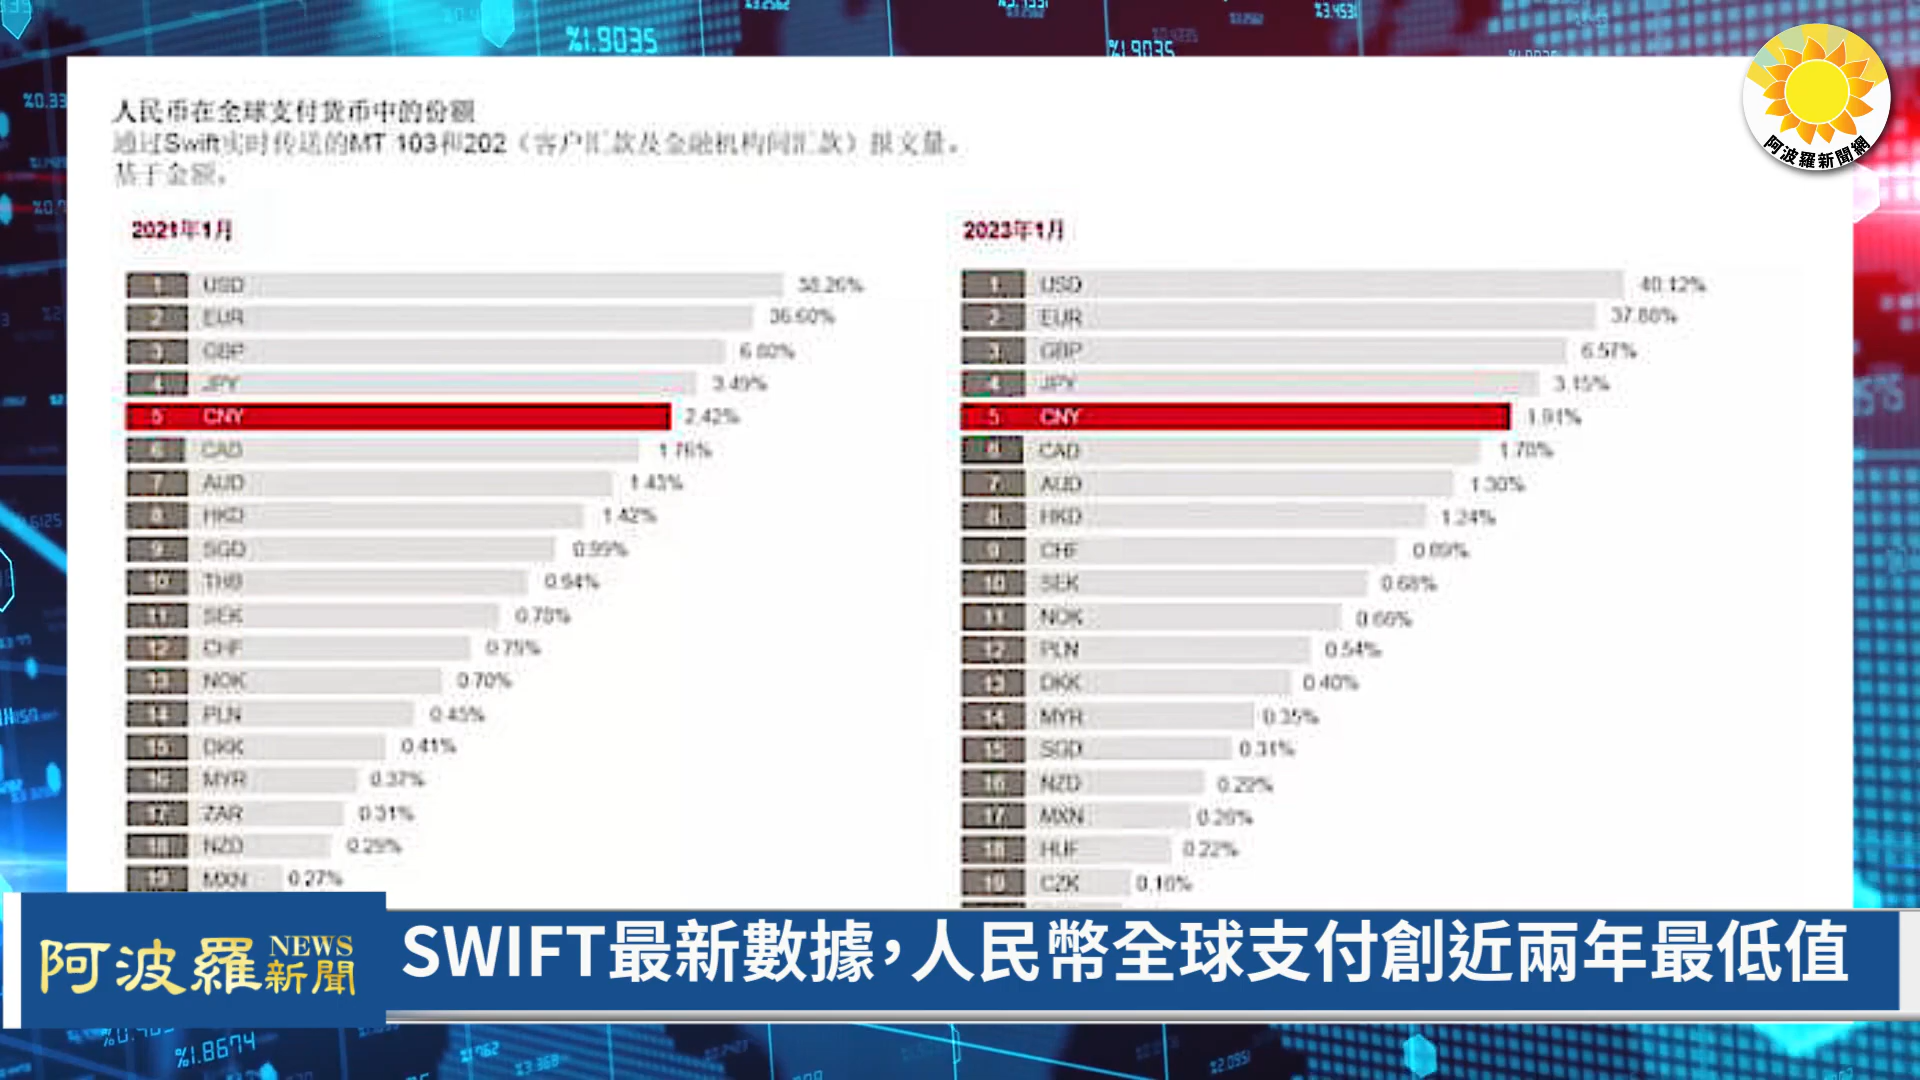 %1.9035
%3.4531
%1.9035
阿波羅新聞網
人民币在全球支付货币中的份额
通过Swift实时传送的MT 103和202（客户汇款及金融机构间汇款）报文量。
基于金额。
2021年1月
1 USD 38.26%
2 EUR 36.60%
3 GBP 6.80%
4 JPY 3.49%
5 CNY 2.42%
6 CAD 1.76%
7 AUD 1.43%
8 HKD 1.42%
9 SGD 0.99%
10 THB 0.94%
11 SEK
12 CHF 0.75%
13 NOK 0.70%
14 PLN 0.45%
15 DKK 0.41%
16 MYR 0.37%
17 ZAR 0.31%
18 NZD 0.29%
19 MXN 0.27%
2023年1月
1 USD 40.12%
2 EUR 37.88%
3 GBP 6.57%
4 JPY 3.15%
5 CNY 1.91%
6 CAD 1.70%
7 AUD 1.30%
8 HKD 1.24%
9 CHF
10 SEK 0.68%
11 NOK 0.66%
12 PLN 0.54%
13 DKK 0.40%
14 MYR 0.35%
15 SGD 0.31%
16 NZD 0.29%
17 MXN 0.26%
18 HUF 0.22%
19 CZK 0.16%
阿波羅 NEWS 新聞
SWIFT最新數據，人民幣全球支付創近兩年最低值
%1.8674